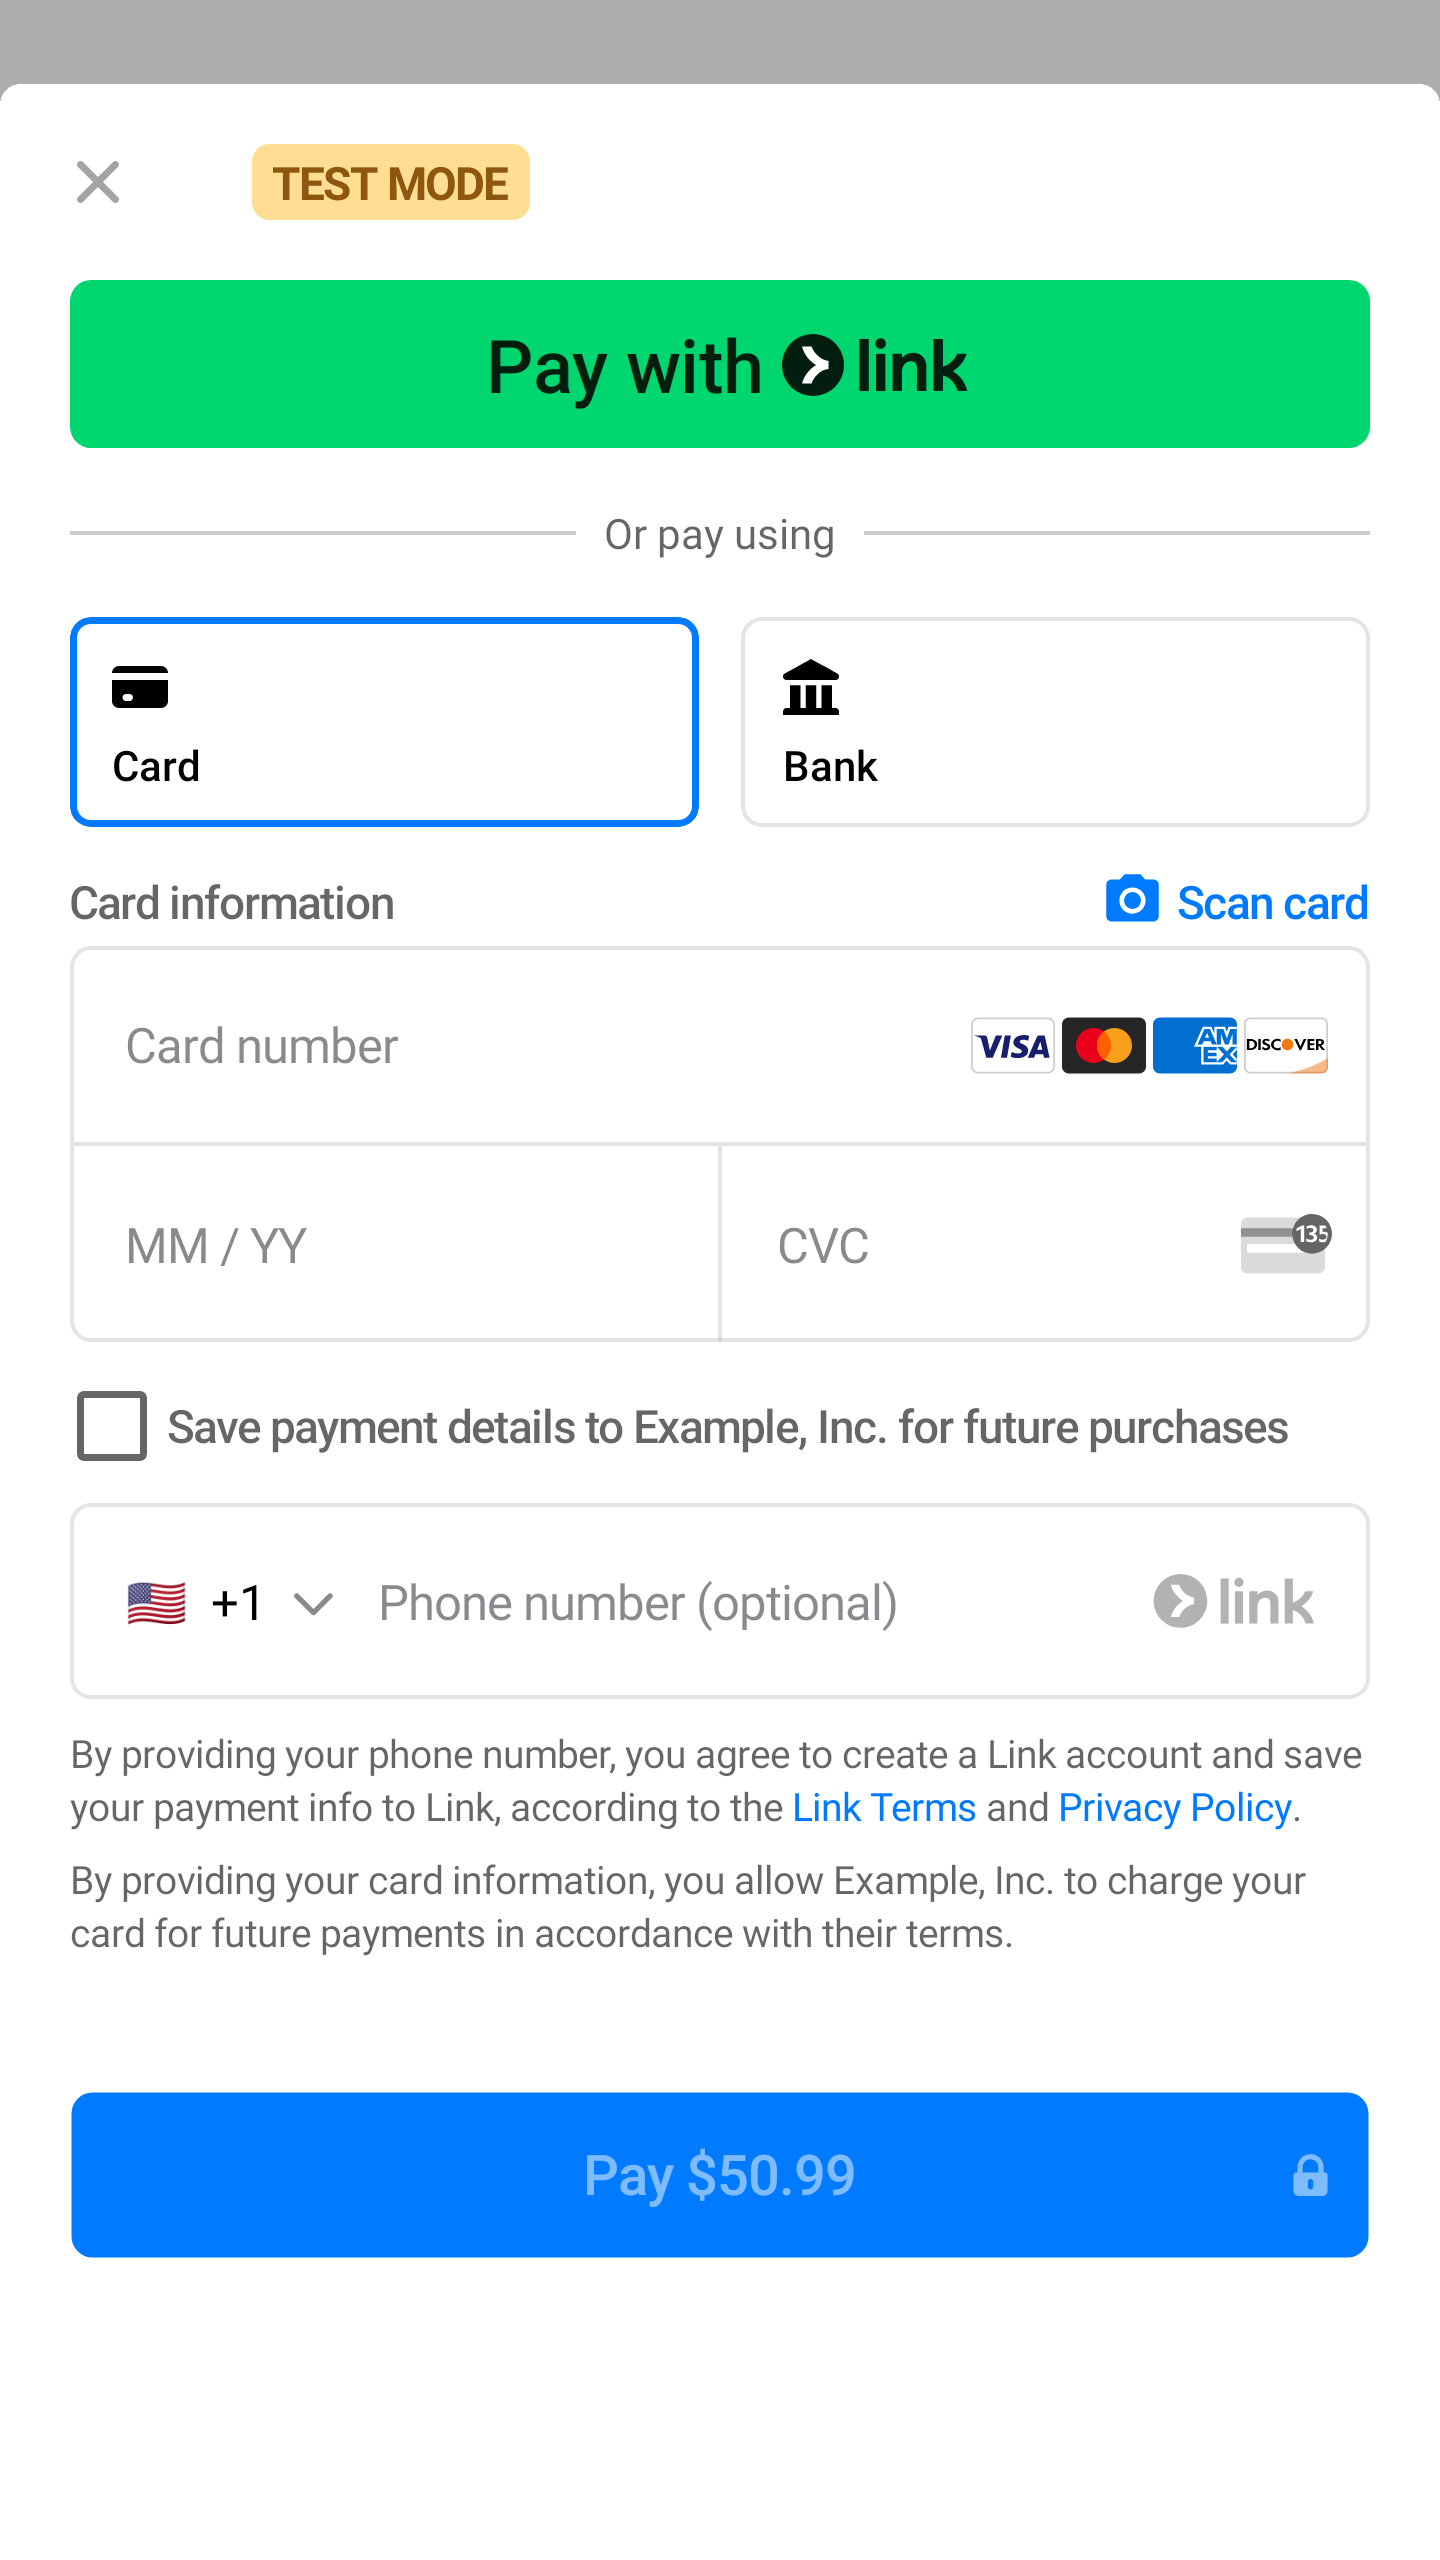 TEST MODE
Pay with link
Or pay using
Card
Bank
Card information
Scan card
Card number
VISA
AM
EX
DISCOVER
MM / YY
CVC
135
Save payment details to Example, Inc. for future purchases
+1
Phone number (optional)
link
By providing your phone number, you agree to create a Link account and save
your payment info to Link, according to the Link Terms and Privacy Policy.
By providing your card information, you allow Example, Inc. to charge your
card for future payments in accordance with their terms.
Pay $50.99